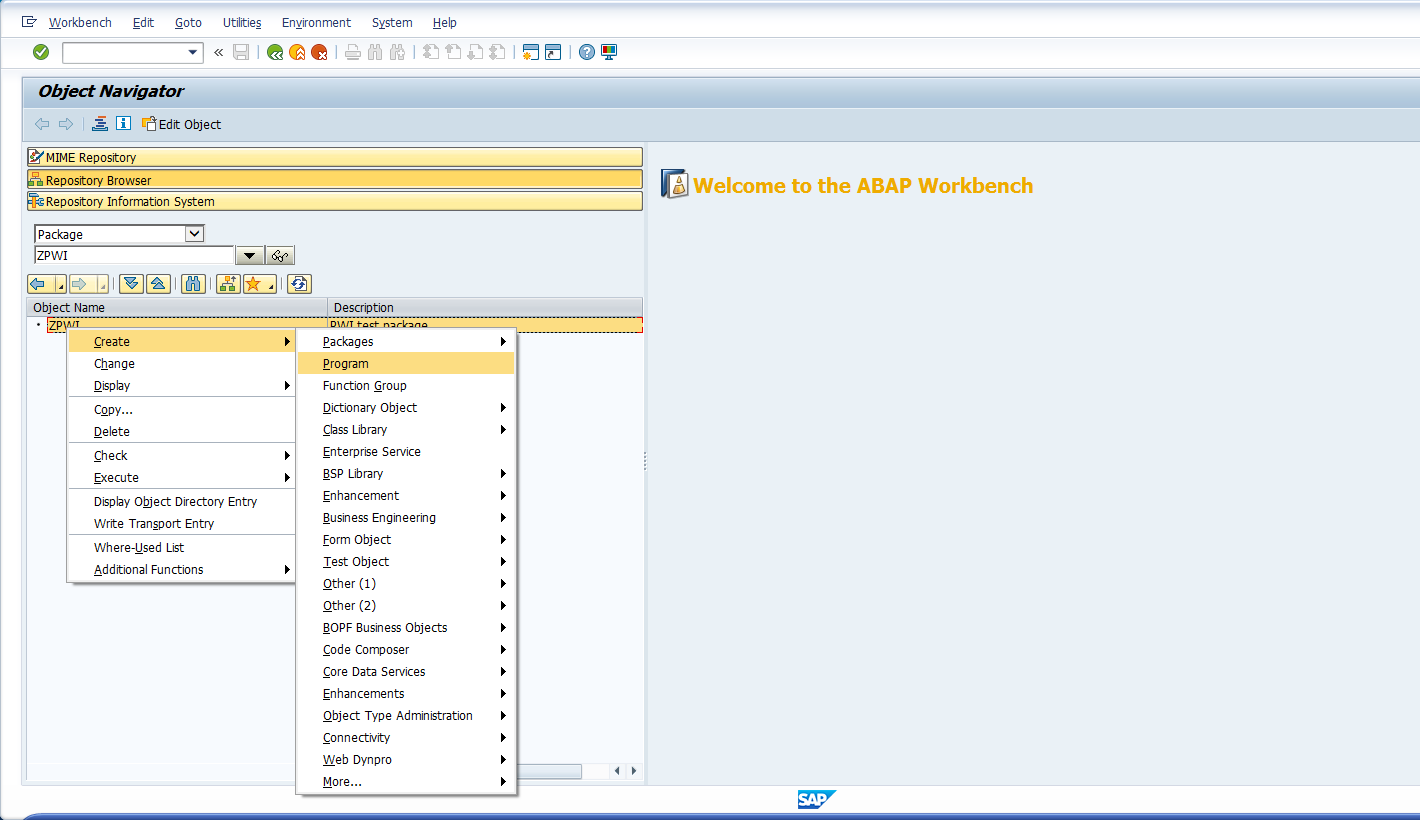 Workbench Edit Goto Utilities Environment System Help
Object Navigator
Edit Object
MIME Repository
Repository Browser
Repository Information System
Package
ZPWI
Object Name Description
ZPWI PWI test package
Create
Change
Display
Copy...
Delete
Check
Execute
Display Object Directory Entry
Write Transport Entry
Where-Used List
Additional Functions
Packages
Program
Function Group
Dictionary Object
Class Library
Enterprise Service
BSP Library
Enhancement
Business Engineering
Form Object
Test Object
Other (1)
Other (2)
BOPF Business Objects
Code Composer
Core Data Services
Enhancements
Object Type Administration
Connectivity
Web Dynpro
More...
Welcome to the ABAP Workbench
SAP